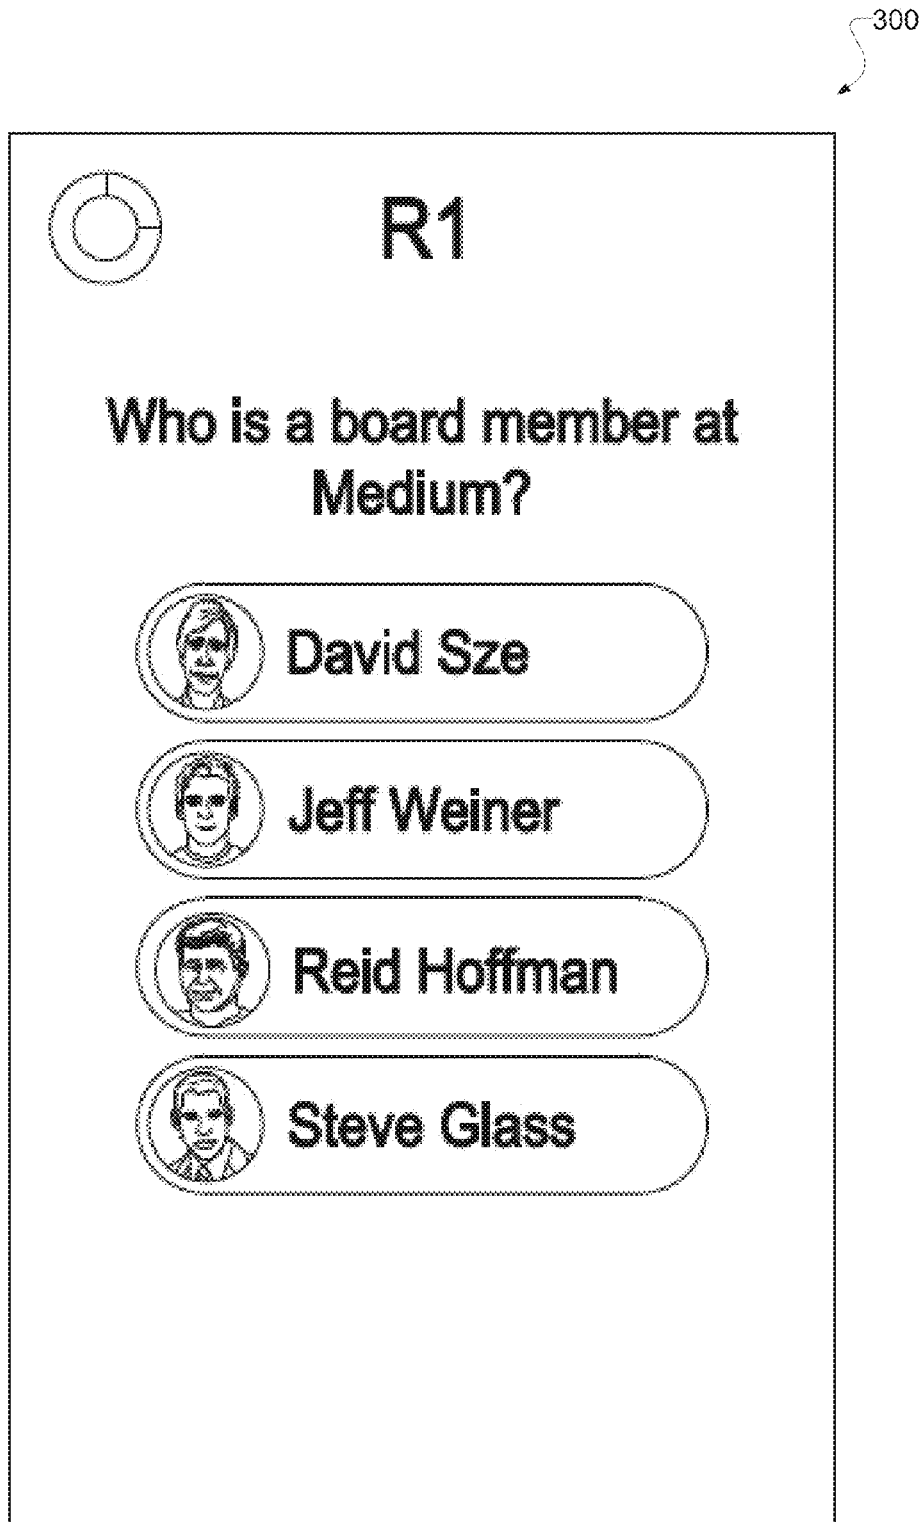 300
R1
Who is a board member at
Medium?
David Sze
Jeff Weiner
Reid Hoffman
Steve Glass